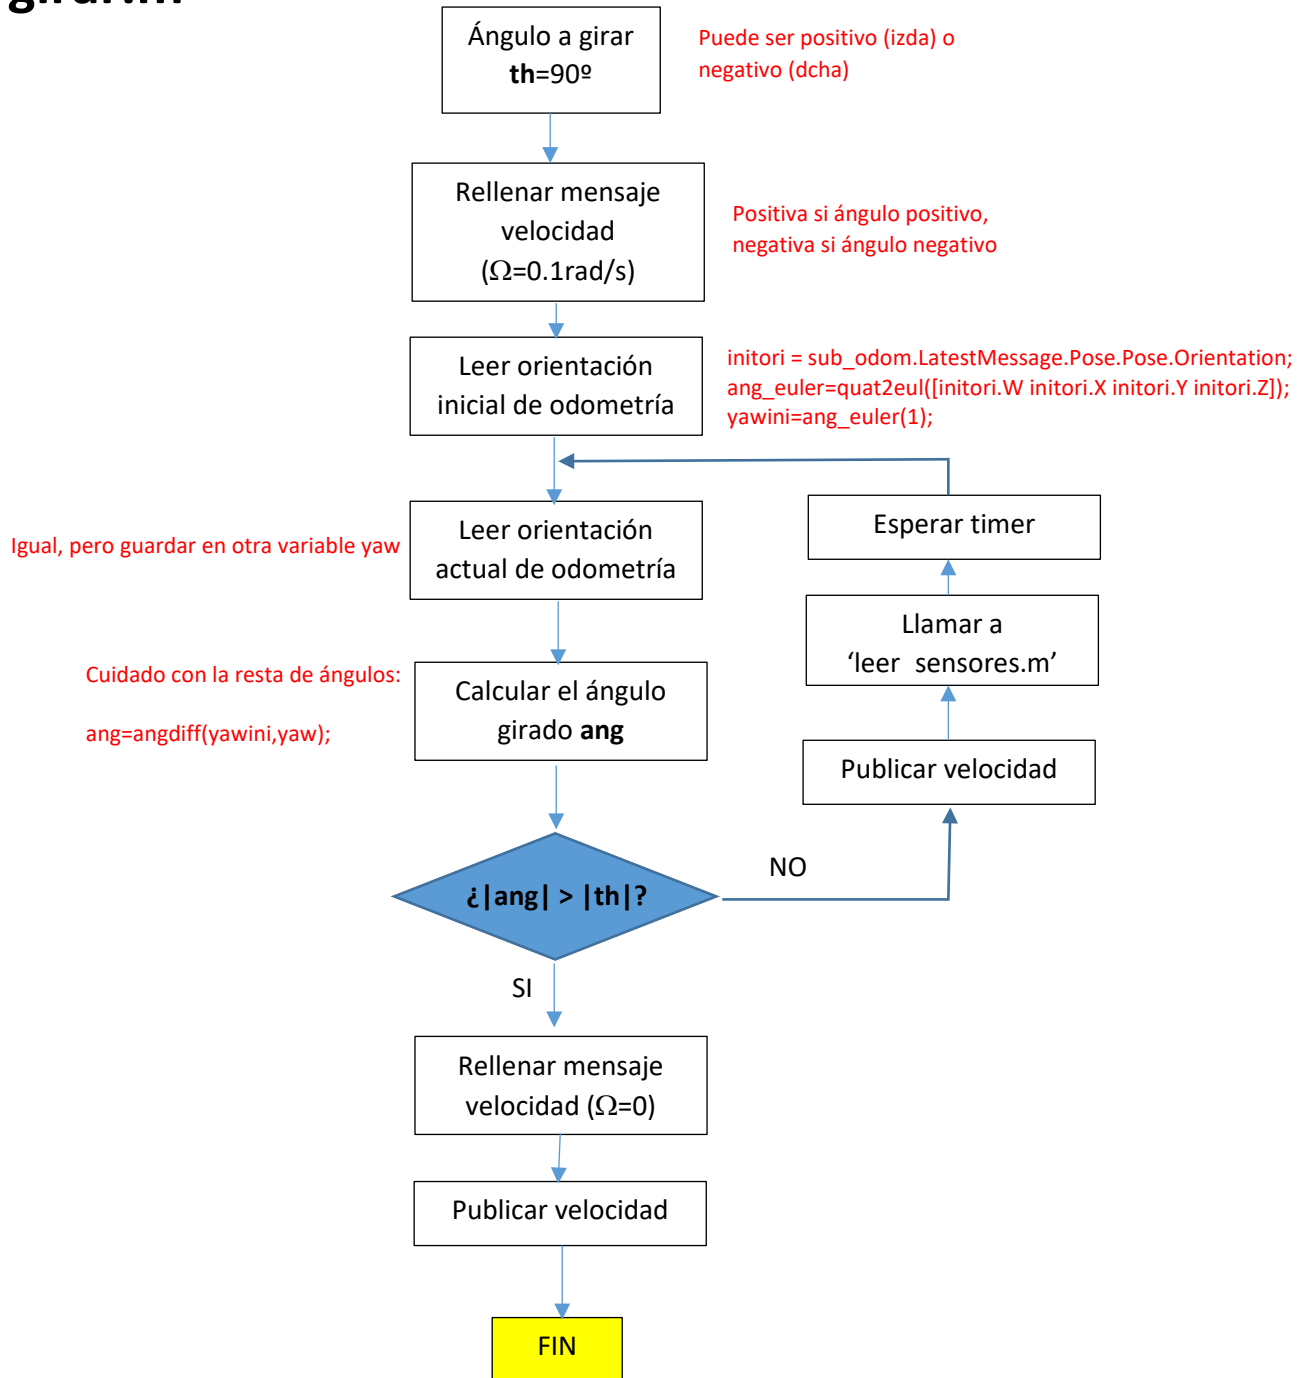 Ángulo a girar
th=90º
Puede ser positivo (izda) o
negativo (dcha)
Rellenar mensaje
velocidad
(Ω=0.1rad/s)
Positiva si ángulo positivo,
negativa si ángulo negativo
Leer orientación
inicial de odometría
initori = sub_odom.LatestMessage.Pose.Pose.Orientation;
ang_euler=quat2eul([initori.W initori.X initori.Y initori.Z]);
yawini=ang_euler(1);
Igual, pero guardar en otra variable yaw
Leer orientación
actual de odometría
Esperar timer
Llamar a
‘leer sensores.m’
Cuidado con la resta de ángulos:
ang=angdiff(yawini,yaw);
Calcular el ángulo
girado ang
Publicar velocidad
¿|ang| > |th|?
NO
SI
Rellenar mensaje
velocidad (Ω=0)
Publicar velocidad
FIN